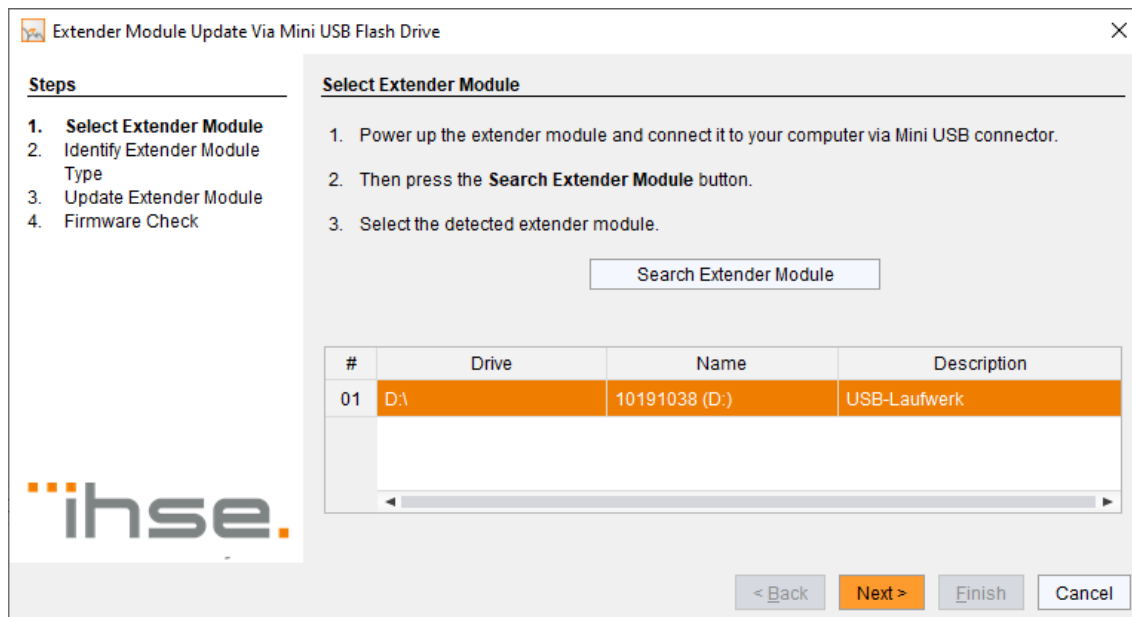 Extender Module Update Via Mini USB Flash Drive
Steps
1. Select Extender Module
2. Identify Extender Module
Type
3. Update Extender Module
4. Firmware Check
Select Extender Module
1. Power up the extender module and connect it to your computer via Mini USB connector.
2. Then press the Search Extender Module button.
3. Select the detected extender module.
Search Extender Module
# Drive Name Description
01 D:\ 10191038 (D:) USB-Laufwerk
ihse.
< Back Next > Finish Cancel